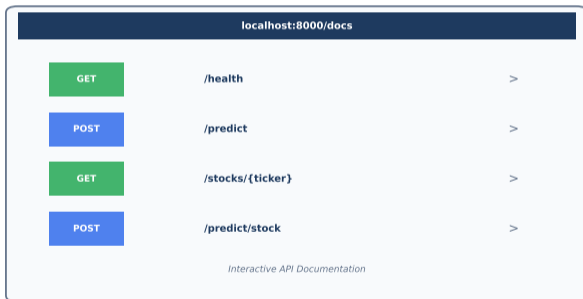 localhost:8000/docs
GET /health >
POST /predict >
GET /stocks/{ticker} >
POST /predict/stock >
Interactive API Documentation